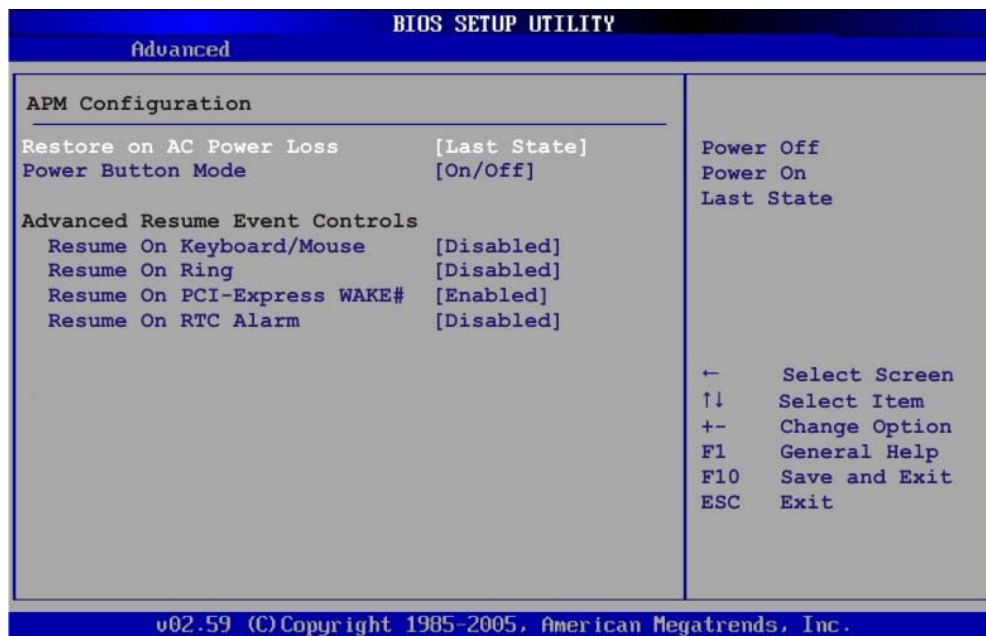 BIOS SETUP UTILITY
Advanced
APM Configuration
Restore on AC Power Loss [Last State]
Power Button Mode [On/Off]
Advanced Resume Event Controls
Resume On Keyboard/Mouse [Disabled]
Resume On Ring [Disabled]
Resume On PCI-Express WAKE# [Enabled]
Resume On RTC Alarm [Disabled]
Power Off
Power On
Last State
← Select Screen
↑↓ Select Item
+- Change Option
F1 General Help
F10 Save and Exit
ESC Exit
v02.59 (C)Copyright 1985-2005, American Megatrends, Inc.